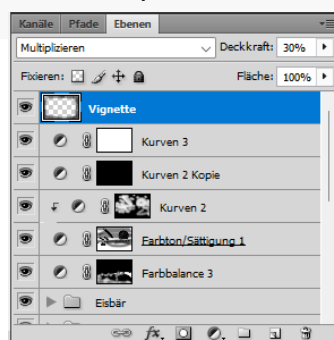 Kanäle Pfade Ebenen
Multiplizieren Deckkraft: 30%
Fixieren: Fläche: 100%
Vignette
Kurven 3
Kurven 2 Kopie
Kurven 2
Farbton/Sättigung 1
Farbbalance 3
Eisbär
fx.